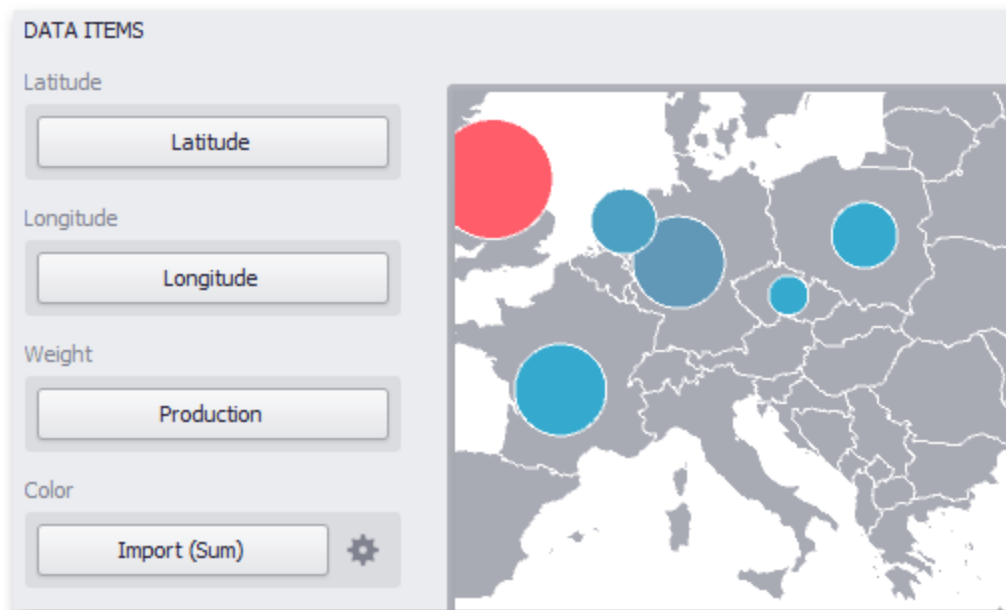 DATA ITEMS
Latitude
Latitude
Longitude
Longitude
Weight
Production
Color
Import (Sum)